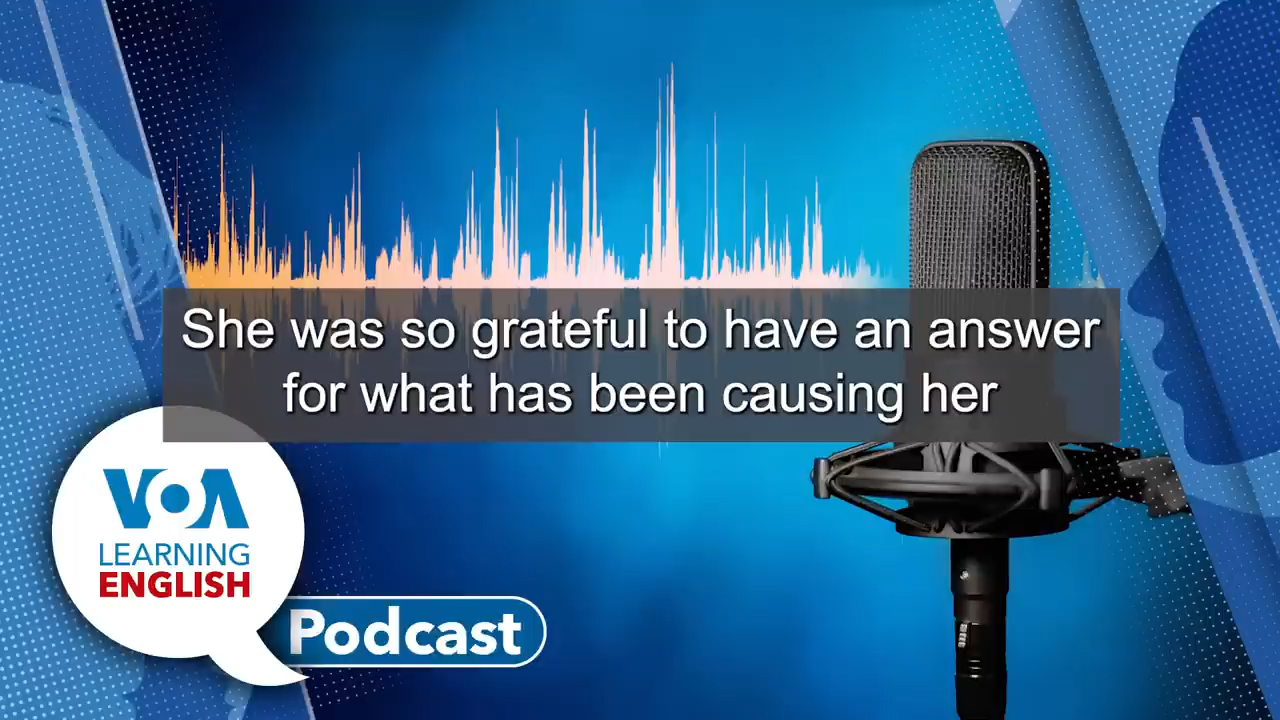 She was so grateful to have an answer
for what has been causing her
VOA
LEARNING
ENGLISH
Podcast